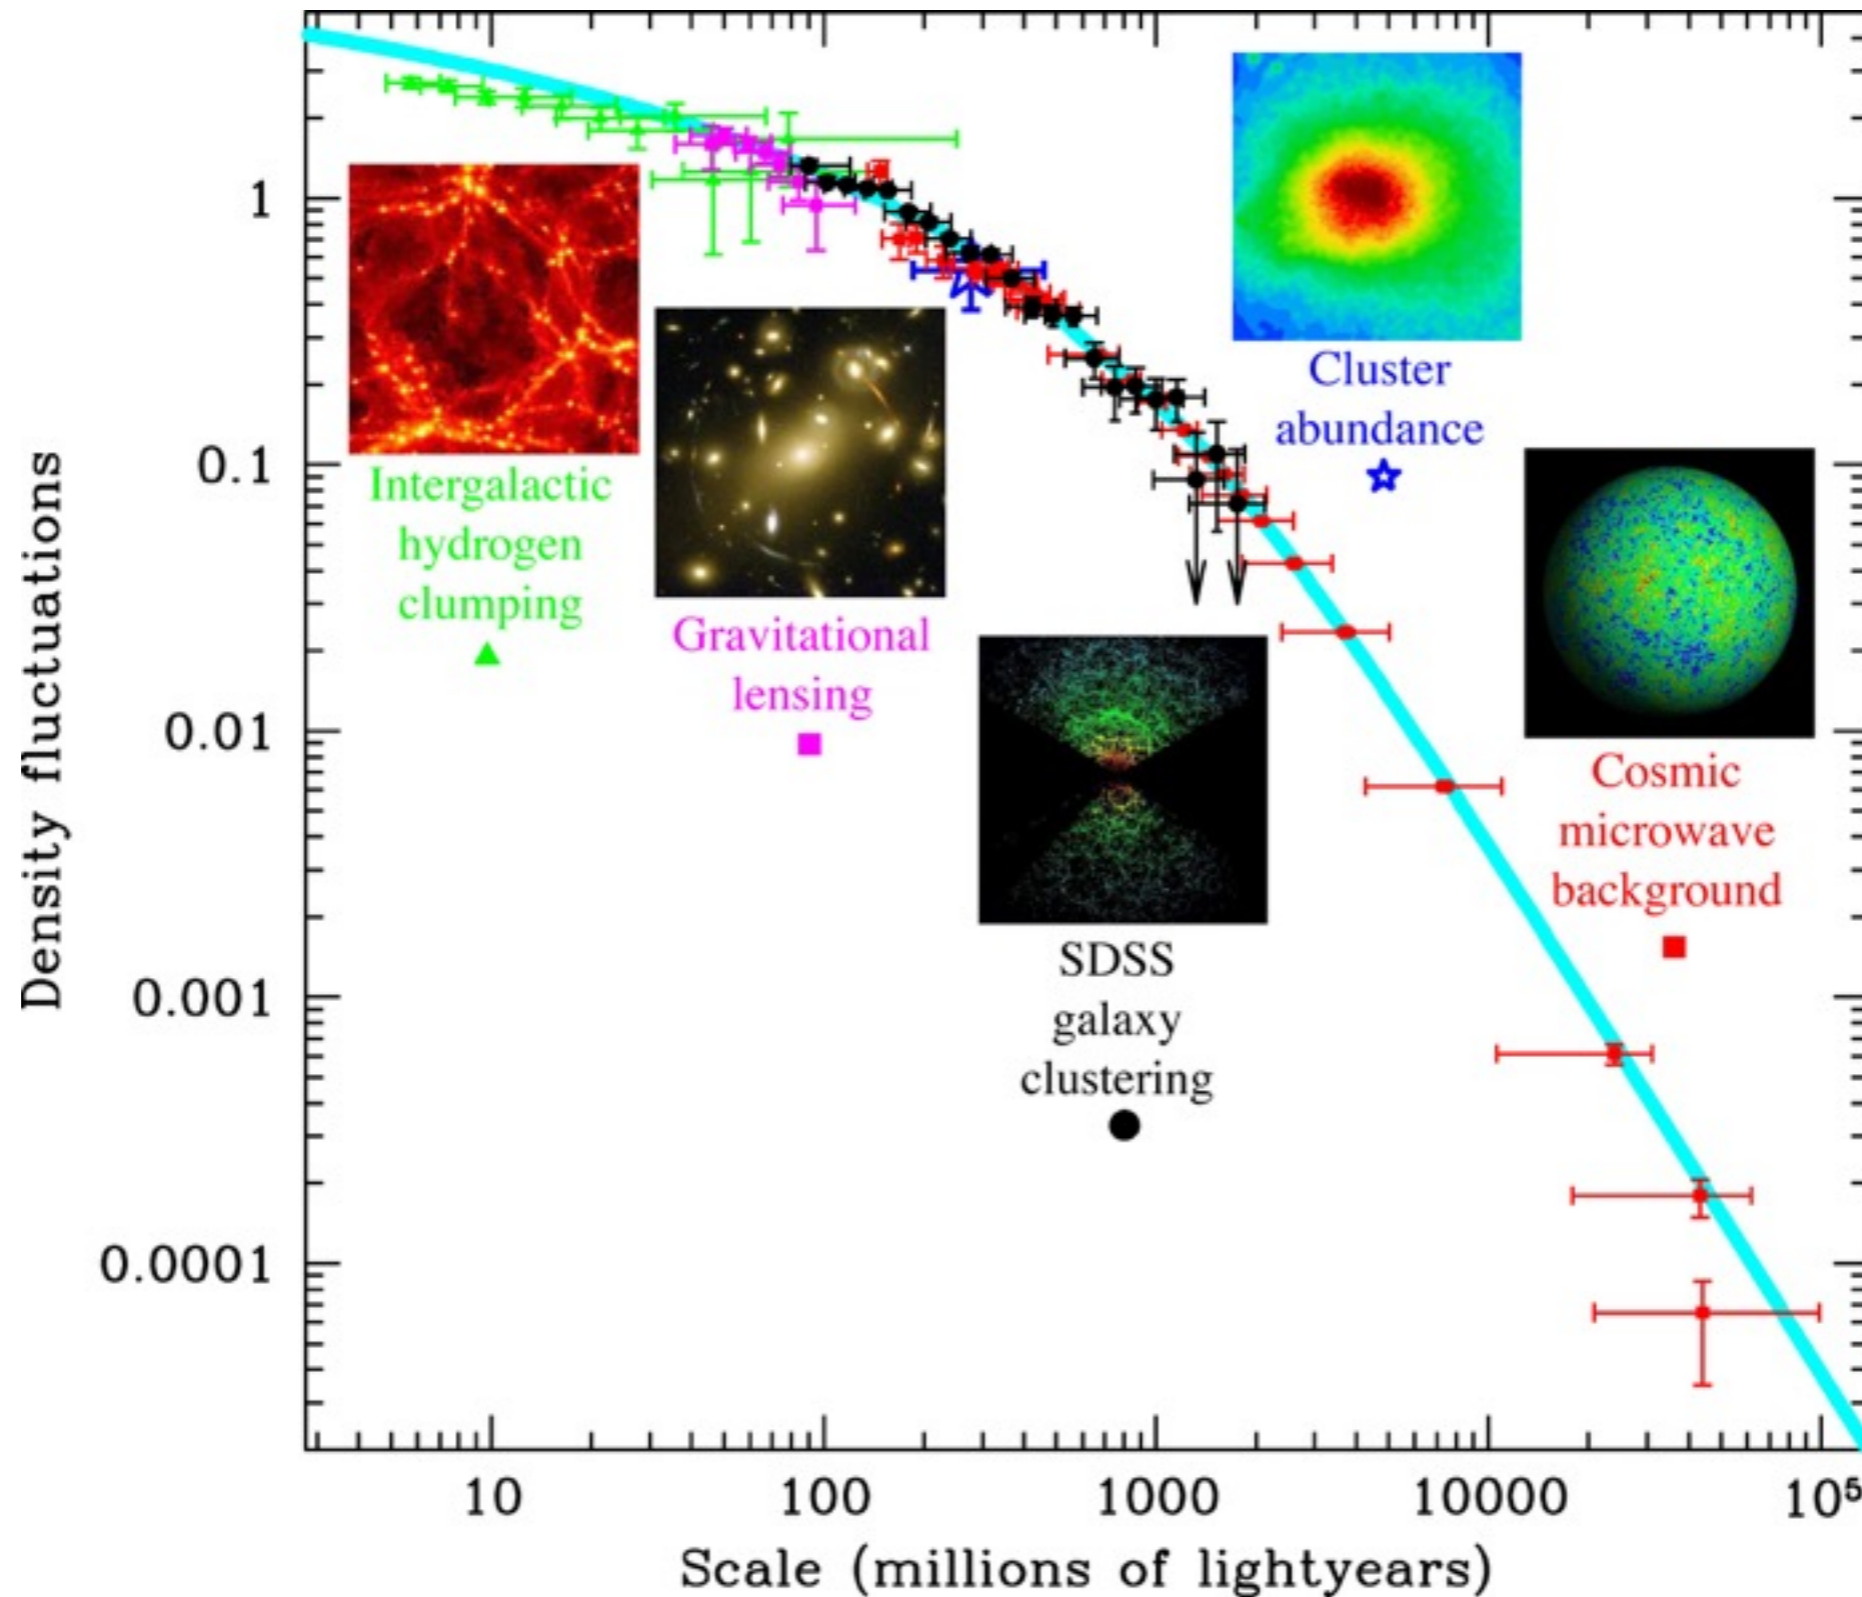 Density fluctuations
1
0.1
0.01
0.001
0.0001
Intergalactic
hydrogen
clumping
Gravitational
lensing
SDSS
galaxy
clustering
Cluster
abundance
Cosmic
microwave
background
10
100
1000
10000
10⁵
Scale (millions of lightyears)